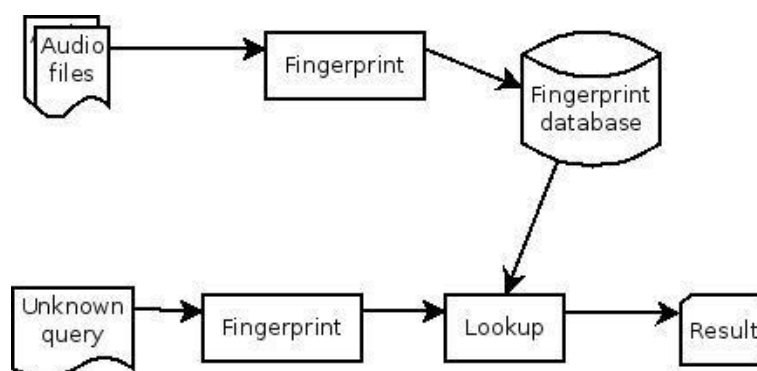 Audio
files
Fingerprint
Fingerprint
database
Unknown
query
Fingerprint
Lookup
Result